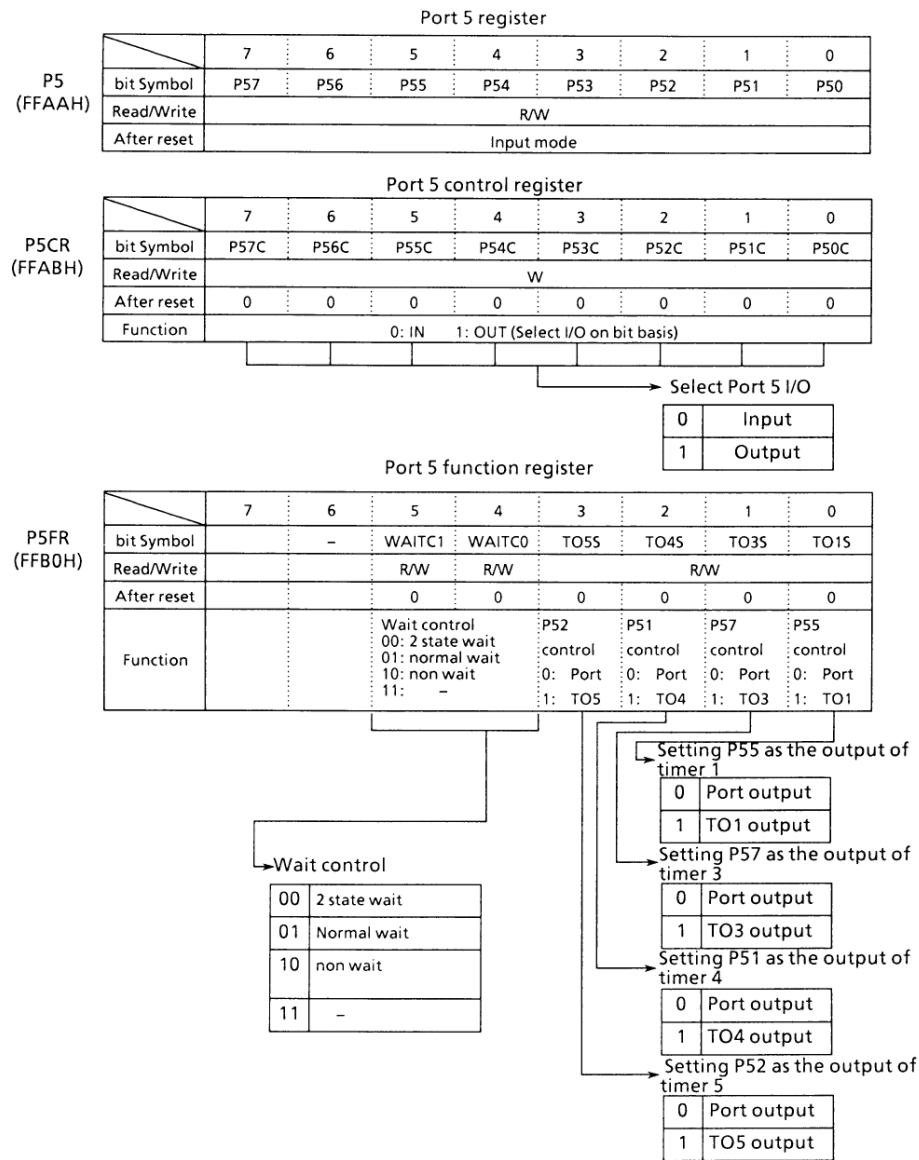 Port 5 register
7 6 5 4 3 2 1 0
P5
(FFAAH)
bit Symbol P57 P56 P55 P54 P53 P52 P51 P50
Read/Write R/W
After reset Input mode
Port 5 control register
7 6 5 4 3 2 1 0
P5CR
(FFABH)
bit Symbol P57C P56C P55C P54C P53C P52C P51C P50C
Read/Write W
After reset 0 0 0 0 0 0 0 0
Function 0: IN 1: OUT (Select I/O on bit basis)
Select Port 5 I/O
0 Input
1 Output
Port 5 function register
7 6 5 4 3 2 1 0
P5FR
(FFB0H)
bit Symbol – WAITC1 WAITC0 TO5S TO4S TO3S TO1S
Read/Write R/W R/W R/W
After reset 0 0 0 0 0 0
Function
Wait control
00: 2 state wait
01: normal wait
10: non wait
11: –
P52
control
0: Port
1: TO5
P51
control
0: Port
1: TO4
P57
control
0: Port
1: TO3
P55
control
0: Port
1: TO1
Setting P55 as the output of
timer 1
0 Port output
1 TO1 output
Setting P57 as the output of
timer 3
0 Port output
1 TO3 output
Setting P51 as the output of
timer 4
0 Port output
1 TO4 output
Setting P52 as the output of
timer 5
0 Port output
1 TO5 output
Wait control
00 2 state wait
01 Normal wait
10 non wait
11 –